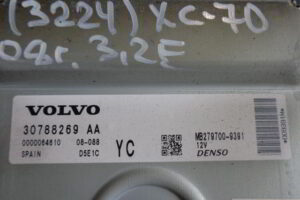 (3224) XC-70
08г. 3,2Е
VOLVO
30788269 AA
0000064610 08-088
SPAIN D5E1C
YC
MB279700-9391
12V
DENSO